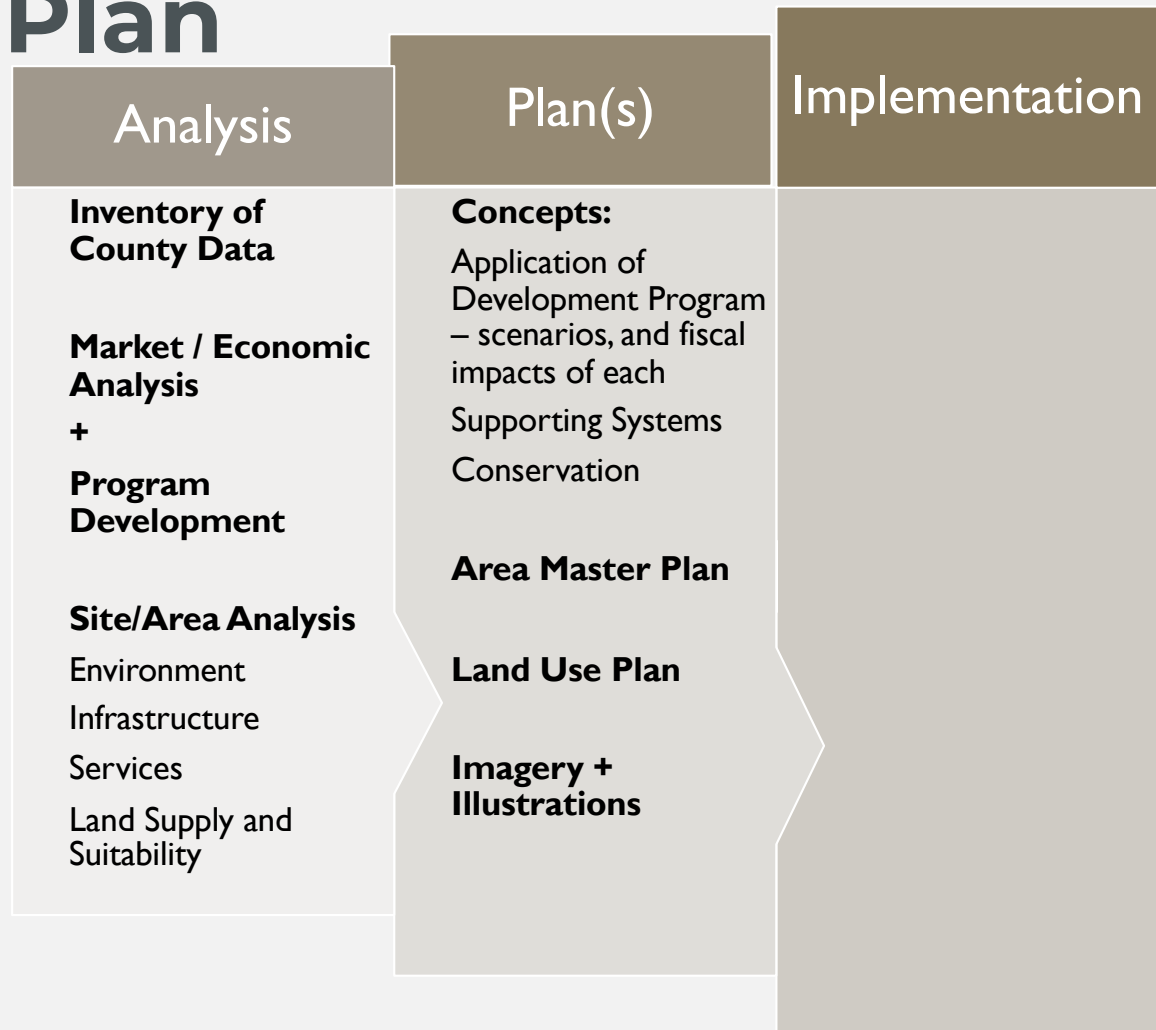 Plan
Analysis
Inventory of
County Data
Market / Economic
Analysis
+
Program
Development
Site/Area Analysis
Environment
Infrastructure
Services
Land Supply and
Suitability
Plan(s)
Concepts:
Application of
Development Program
– scenarios, and fiscal
impacts of each
Supporting Systems
Conservation
Area Master Plan
Land Use Plan
Imagery +
Illustrations
Implementation